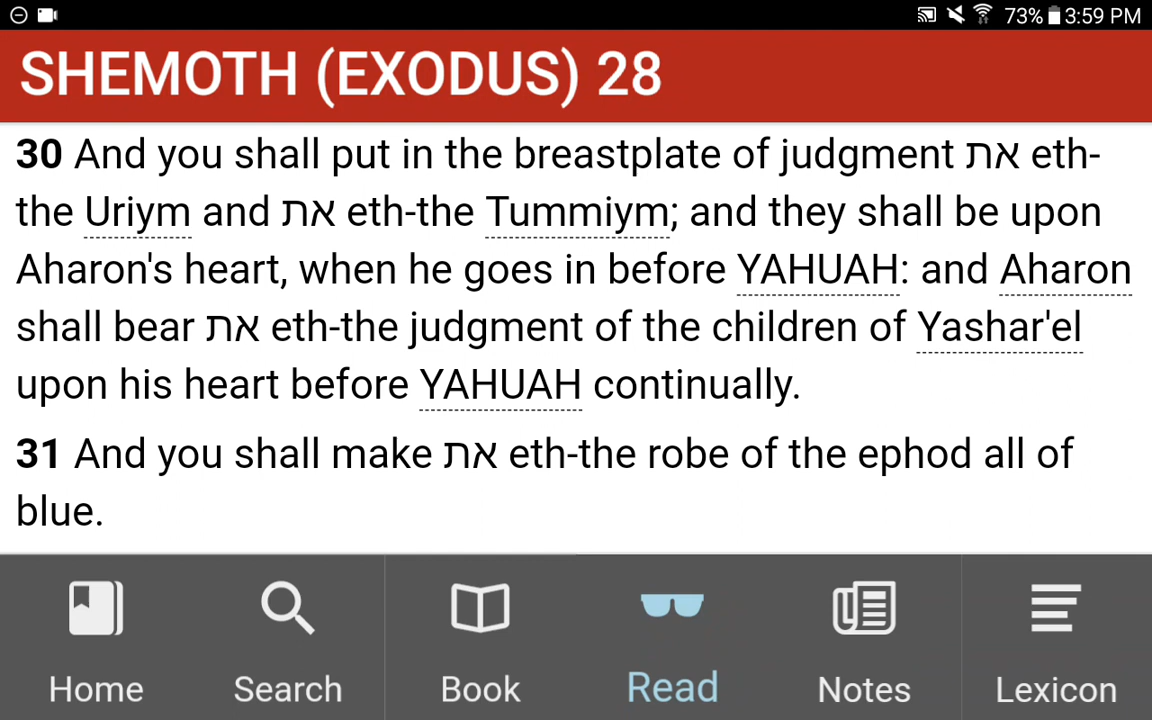 73% 3:59 PM
SHEMOTH (EXODUS) 28
30 And you shall put in the breastplate of judgment את eth-
the Uriym and את eth-the Tummiym; and they shall be upon
Aharon's heart, when he goes in before YAHUAH: and Aharon
shall bear את eth-the judgment of the children of Yashar'el
upon his heart before YAHUAH continually.
31 And you shall make את eth-the robe of the ephod all of
blue.
Home Search Book Read Notes Lexicon